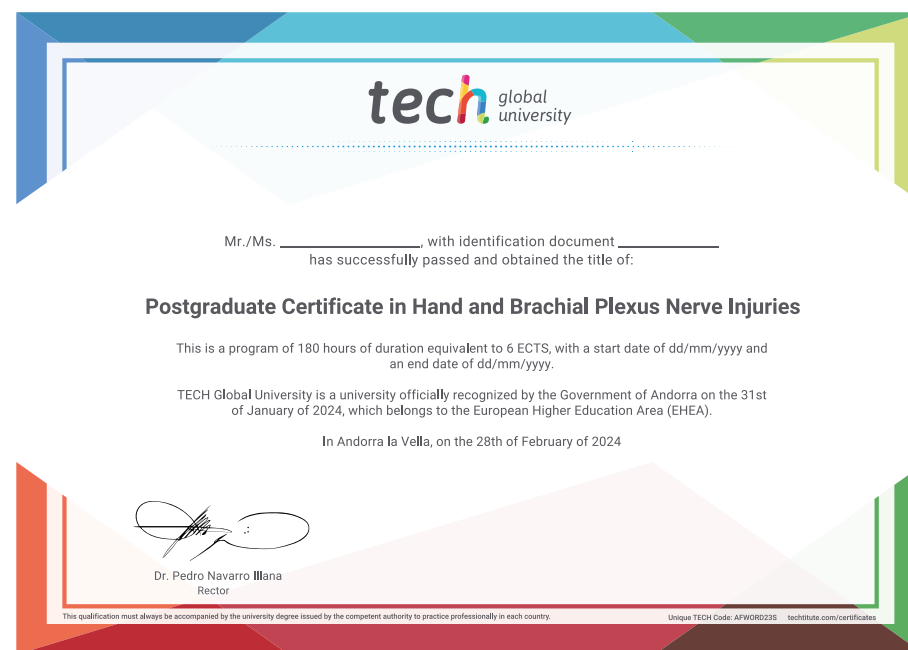 tech global university
Mr./Ms. ____________, with identification document ____________
has successfully passed and obtained the title of:
Postgraduate Certificate in Hand and Brachial Plexus Nerve Injuries
This is a program of 180 hours of duration equivalent to 6 ECTS, with a start date of dd/mm/yyyy and
an end date of dd/mm/yyyy.
TECH Global University is a university officially recognized by the Government of Andorra on the 31st
of January of 2024, which belongs to the European Higher Education Area (EHEA).
In Andorra la Vella, on the 28th of February of 2024
Dr. Pedro Navarro Illana
Rector
This qualification must always be accompanied by the university degree issued by the competent authority to practice professionally in each country.
Unique TECH Code: AFWORD23S techtitute.com/certificates